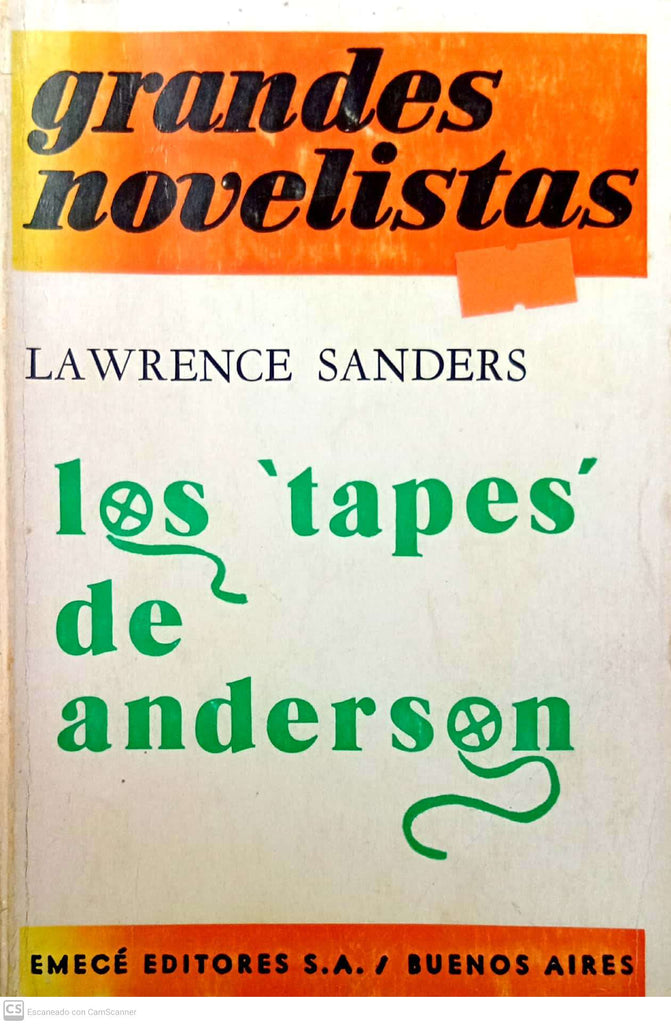 grandes
novelistas
LAWRENCE SANDERS
los 'tapes'
de
anderson
EMECÉ EDITORES S.A. / BUENOS AIRES
CS Escaneado con CamScanner